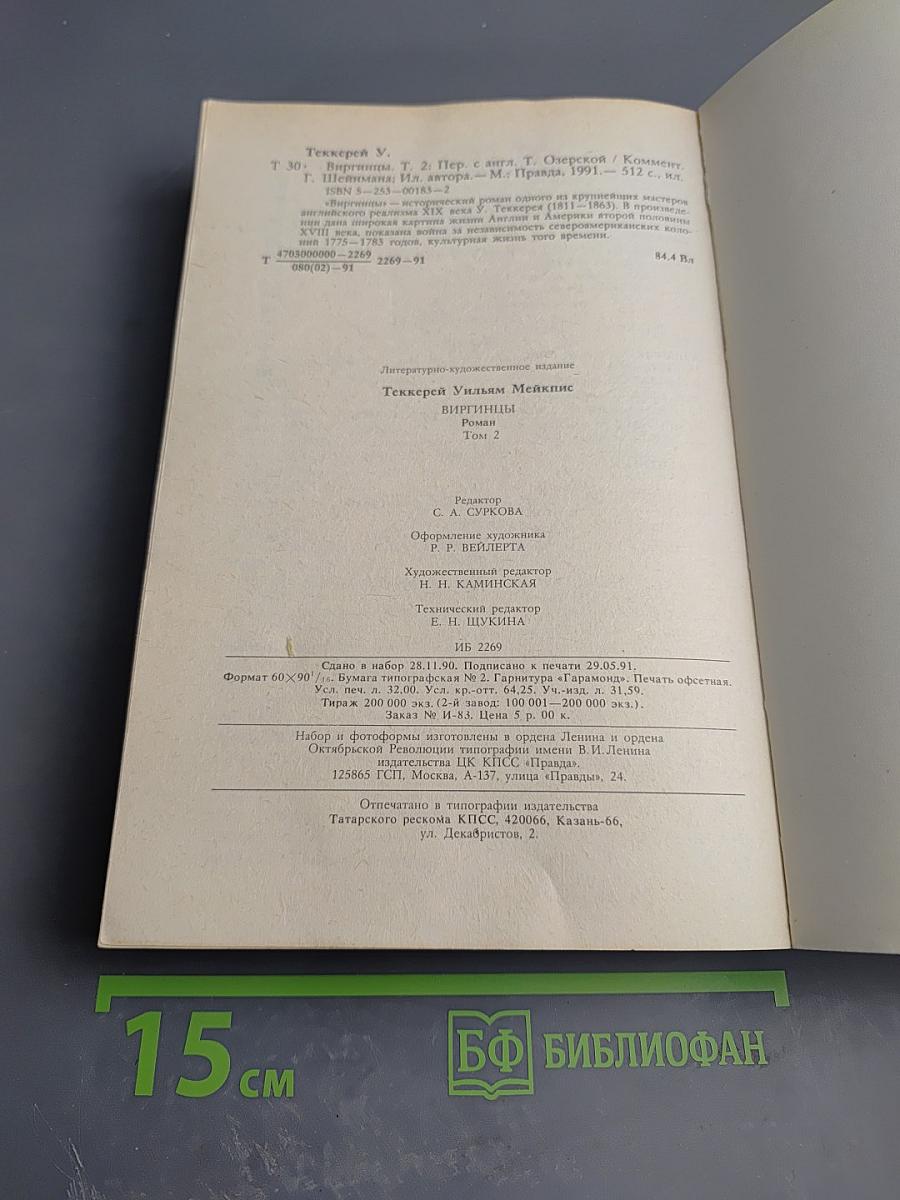 Теккерей У.
Т 30 Виргинцы. Т. 2: Пер. с англ. Т. Озерской / Коммент.
Г. Шейнмана; Ил. автора.— М.: Правда, 1991.— 512 с., ил.
ISBN 5—253—00183—2
«Виргинцы» — исторический роман одного из крупнейших мастеров
английского реализма XIX века У. Теккерея (1811—1863). В произведе-
нии дана широкая картина жизни Англии и Америки второй половины
XVIII века, показана война за независимость североамериканских коло-
ний 1775—1783 годов, культурная жизнь того времени.
Т 4703000000—2269 2269—91 84.4 Вл
080(02)—91
Литературно-художественное издание
Теккерей Уильям Мейкпис
ВИРГИНЦЫ
Роман
Том 2
Редактор
С. А. СУРКОВА
Оформление художника
Р. Р. ВЕЙЛЕРТА
Художественный редактор
Н. Н. КАМИНСКАЯ
Технический редактор
Е. Н. ЩУКИНА
ИБ 2269
Сдано в набор 28.11.90. Подписано к печати 29.05.91.
Формат 60×90¹/₁₆. Бумага типографская № 2. Гарнитура «Гарамонд». Печать офсетная.
Усл. печ. л. 32,00. Усл. кр.-отт. 64,25. Уч.-изд. л. 31,59.
Тираж 200 000 экз. (2-й завод: 100 001—200 000 экз.).
Заказ № И-83. Цена 5 р. 00 к.
Набор и фотоформы изготовлены в ордена Ленина и ордена
Октябрьской Революции типографии имени В. И. Ленина
издательства ЦК КПСС «Правда».
125865 ГСП, Москва, А-137, улица «Правды», 24.
Отпечатано в типографии издательства
Татарского рескома КПСС, 420066, Казань-66,
ул. Декабристов, 2.
15 см
БФ БИБЛИОФАН